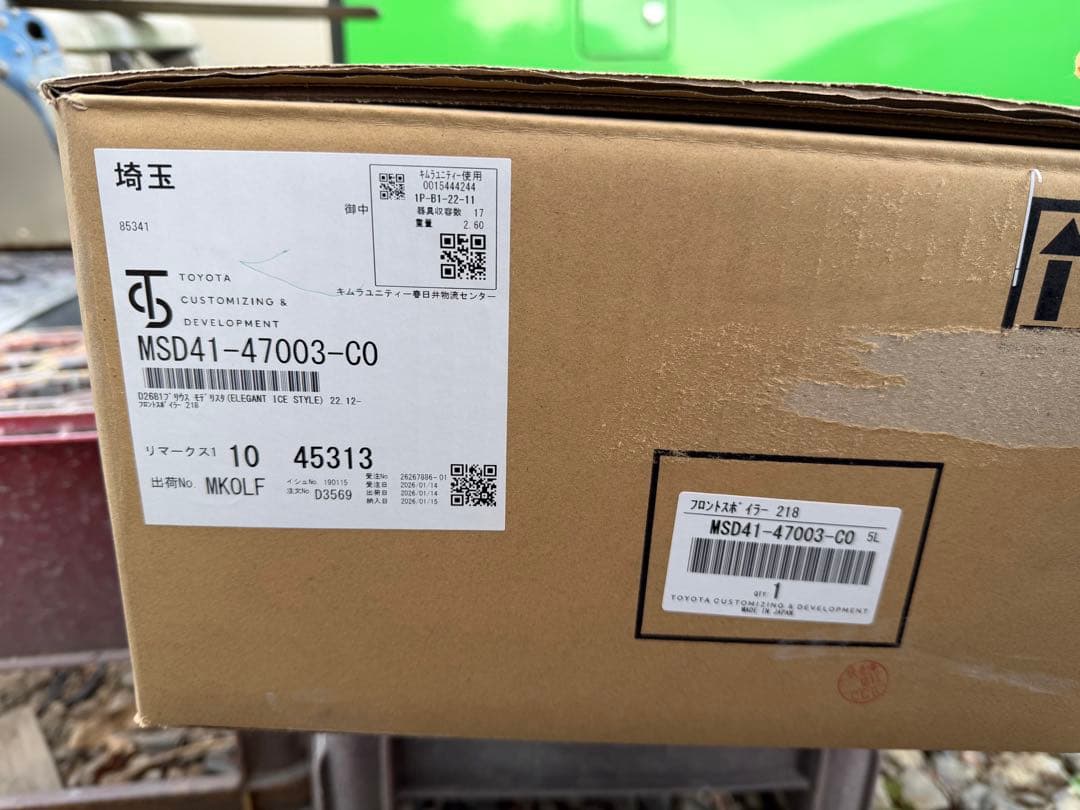 埼玉
85341
御中
キムラユニティー使用
0015444244
1P-B1-22-11
器具収容数 17
重量 2.60
キムラユニティー春日井物流センター
TOYOTA
CUSTOMIZING &
DEVELOPMENT
MSD41-47003-C0
D26B1プリウス モデリスタ(ELEGANT ICE STYLE) 22.12-
フロントスポイラー 218
リマークス1 10 45313
出荷No. MKOLF
イシュNo. 190115
注文No D3569
受注No 26267886-01
受注日 2026/01/14
出荷日 2026/01/14
納入日 2026/01/15
フロントスポイラー 218
MSD41-47003-C0 5L
QTY: 1
TOYOTA CUSTOMIZING & DEVELOPMENT
MADE IN JAPAN